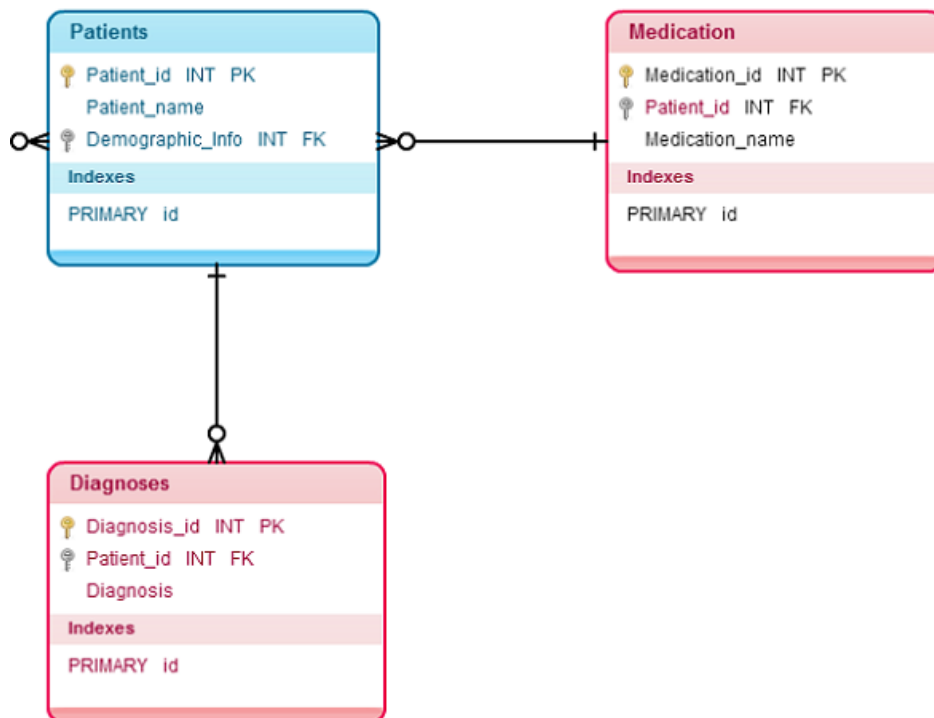 Patients
Patient_id INT PK
Patient_name
Demographic_Info INT FK
Indexes
PRIMARY id
Medication
Medication_id INT PK
Patient_id INT FK
Medication_name
Indexes
PRIMARY id
Diagnoses
Diagnosis_id INT PK
Patient_id INT FK
Diagnosis
Indexes
PRIMARY id